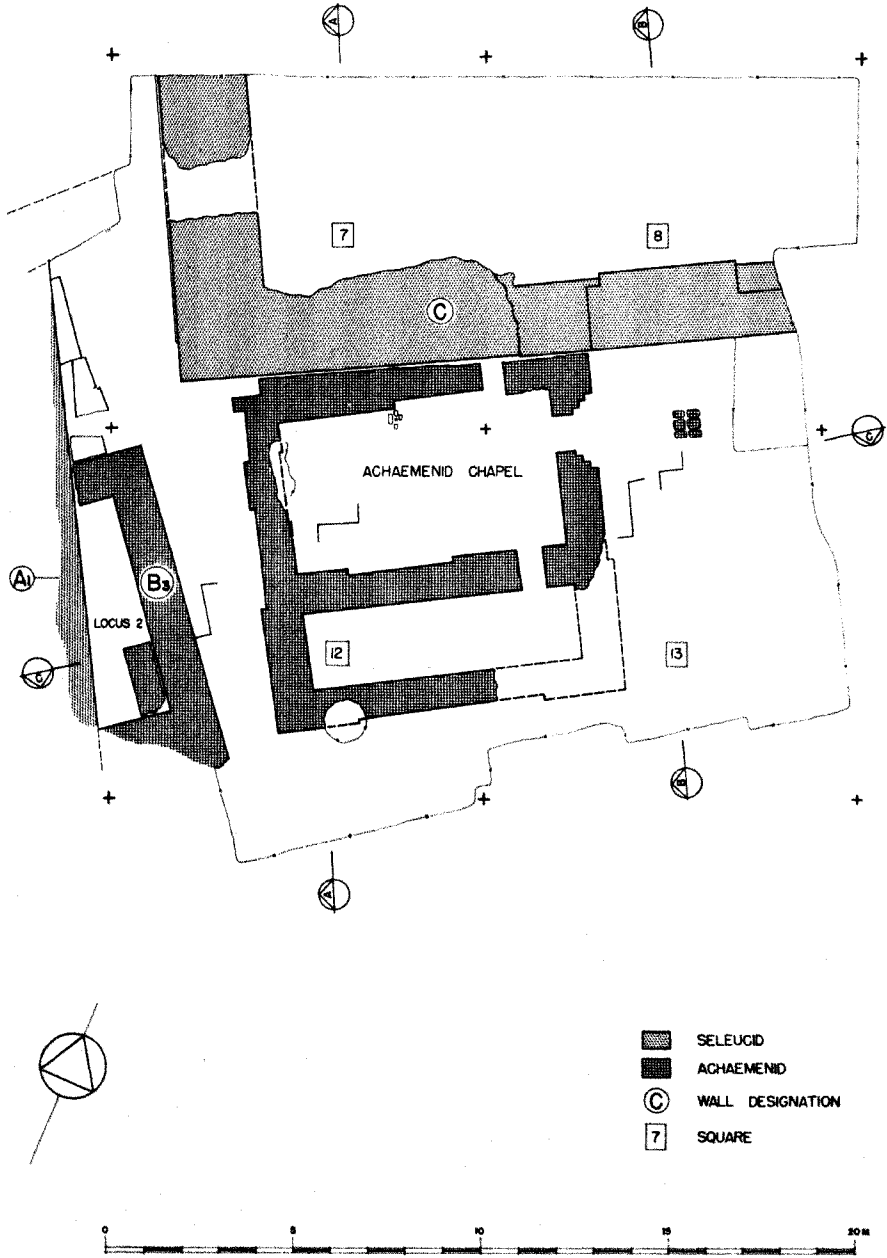 A
B
7
8
C
G
ACHAEMENID CHAPEL
A1
B3
LOCUS 2
12
13
G
B
A
SELEUCID
ACHAEMENID
C WALL DESIGNATION
7 SQUARE
0 5 10 15 20 M